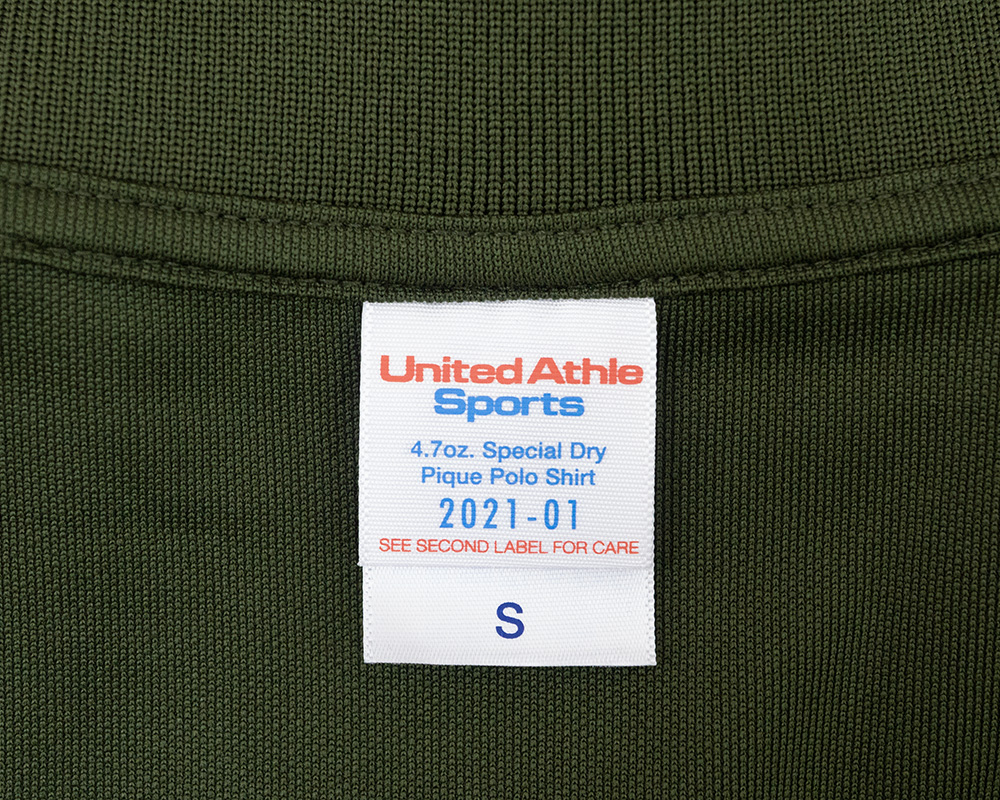 United Athle
Sports
4.7oz. Special Dry
Pique Polo Shirt
2021-01
SEE SECOND LABEL FOR CARE
S